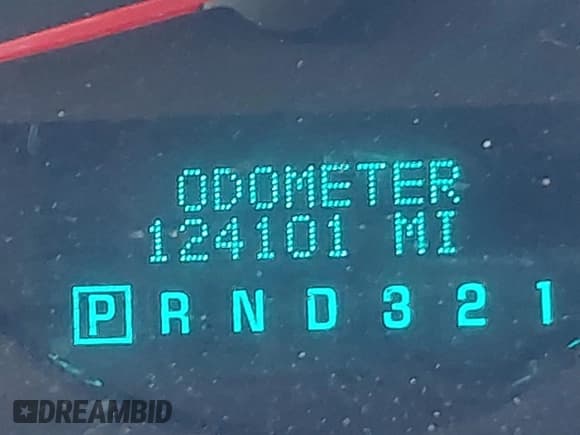 ODOMETER
124101 MI
P R N D 3 2 1
DREAMBID